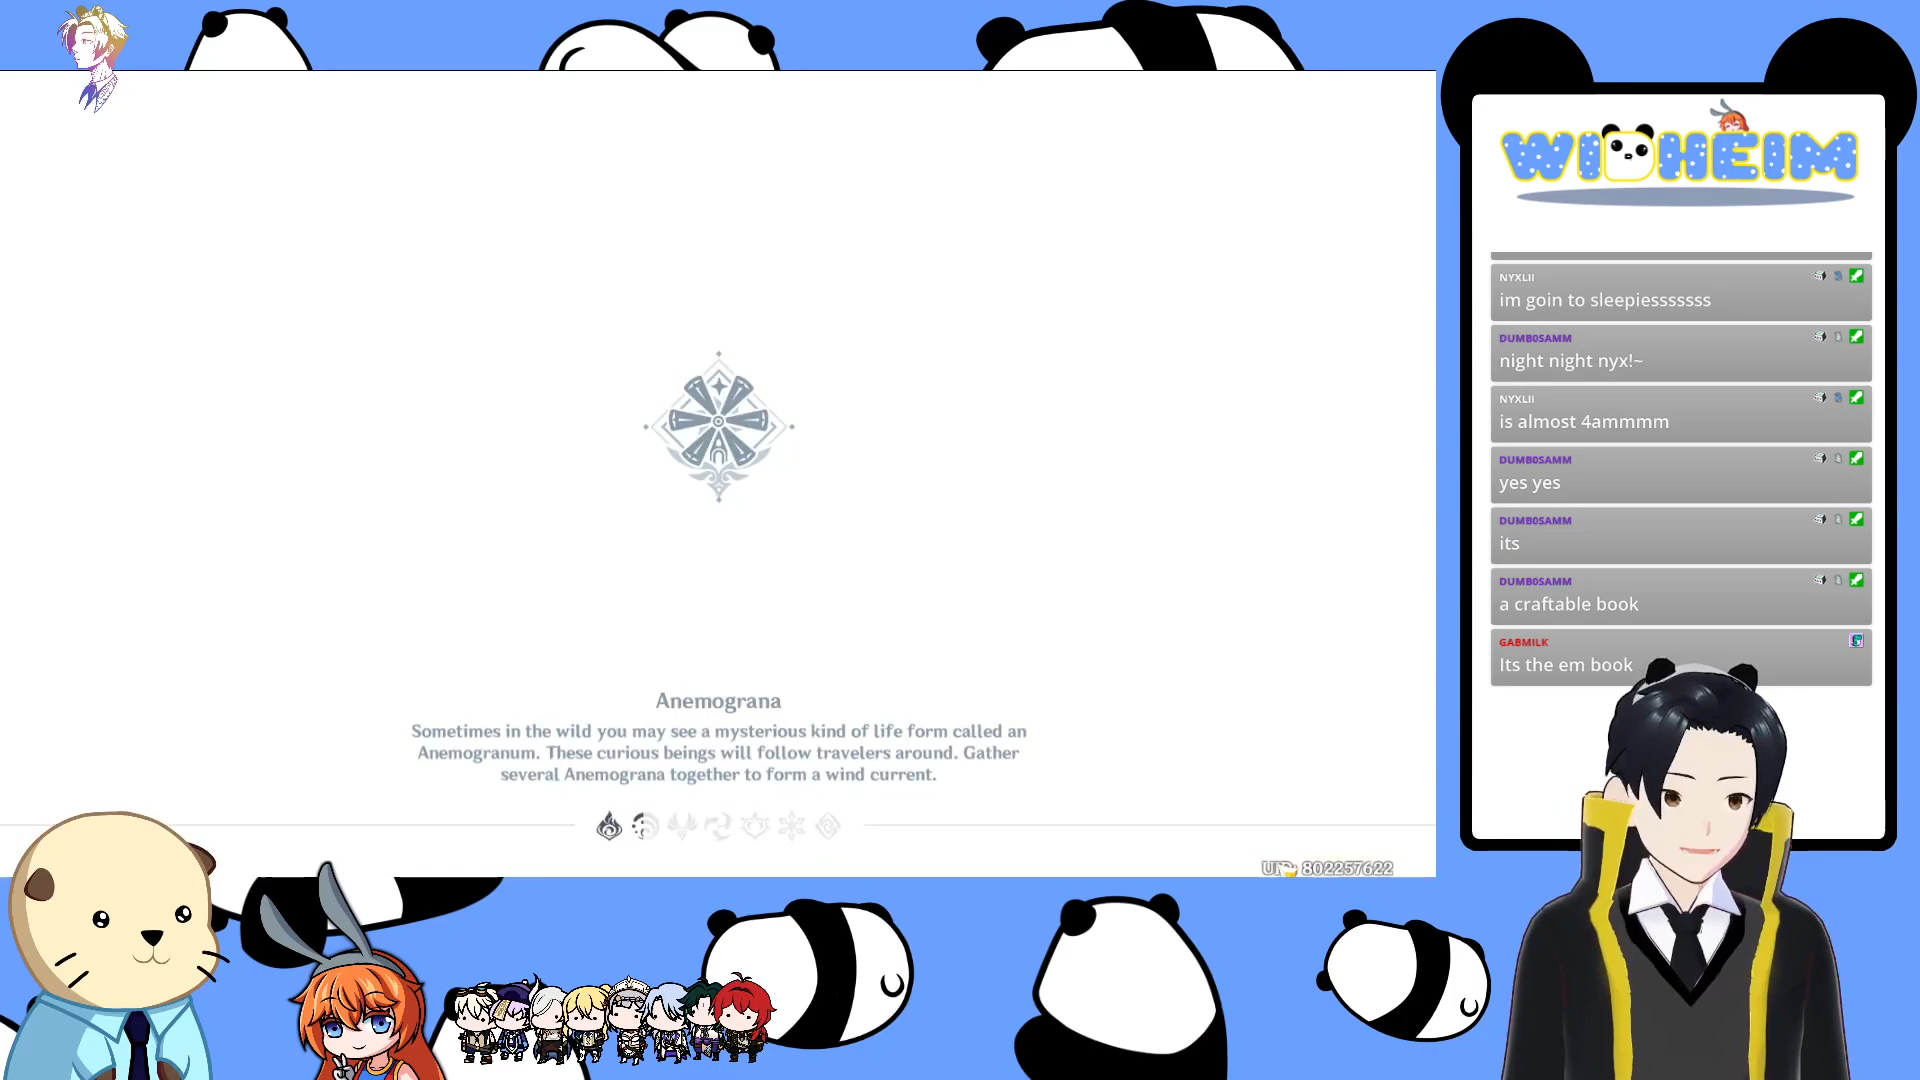 WIDHEIM
NYXLII
im goin to sleepiesssssss
DUMB0SAMM
night night nyx!~
NYXLII
is almost 4ammmm
DUMB0SAMM
yes yes
DUMB0SAMM
its
DUMB0SAMM
a craftable book
GABMILK
Its the em book
Anemograna
Sometimes in the wild you may see a mysterious kind of life form called an
Anemogranum. These curious beings will follow travelers around. Gather
several Anemograna together to form a wind current.
802257622